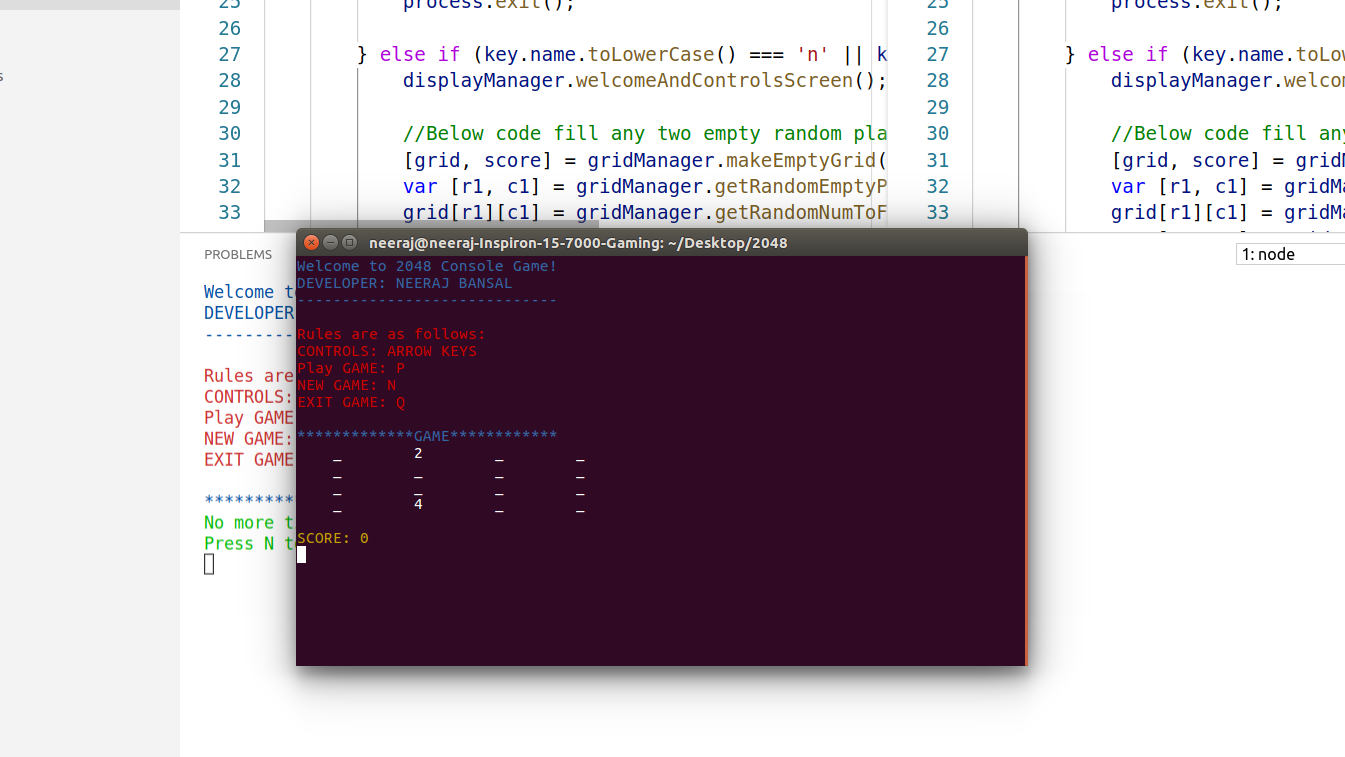 25 process.exit();
26
27 } else if (key.name.toLowerCase() === 'n' || k
28 displayManager.welcomeAndControlsScreen();
29
30 //Below code fill any two empty random pla
31 [grid, score] = gridManager.makeEmptyGrid(
32 var [r1, c1] = gridManager.getRandomEmptyP
33 grid[r1][c1] = gridManager.getRandomNumToF
25 process.exit();
26
27 } else if (key.name.toLow
28 displayManager.welcom
29
30 //Below code fill any
31 [grid, score] = gridM
32 var [r1, c1] = gridMa
33 grid[r1][c1] = gridMa
s
PROBLEMS
1: node
Welcome t
DEVELOPER
---------
Rules are
CONTROLS:
Play GAME
NEW GAME:
EXIT GAME
*********
No more t
Press N t
neeraj@neeraj-Inspiron-15-7000-Gaming: ~/Desktop/2048
Welcome to 2048 Console Game!
DEVELOPER: NEERAJ BANSAL
-----------------------------
Rules are as follows:
CONTROLS: ARROW KEYS
Play GAME: P
NEW GAME: N
EXIT GAME: Q
*************GAME************
_ 2 _ _
_ _ _ _
_ _ _ _
_ 4 _ _
SCORE: 0